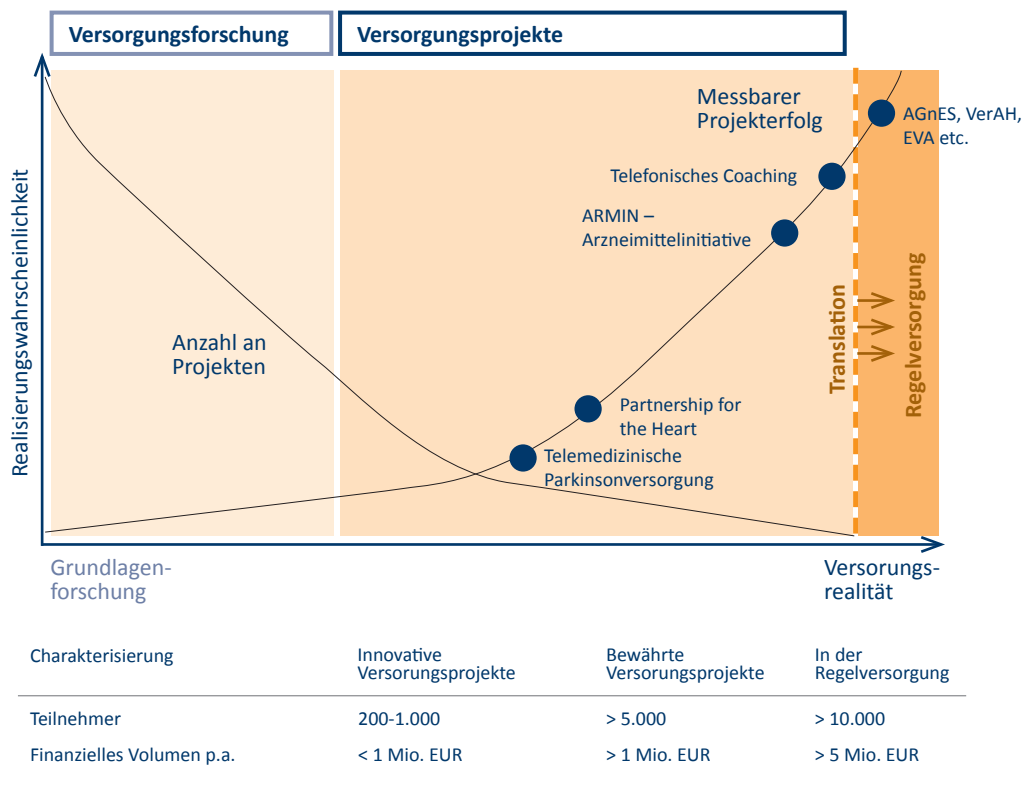 Versorgungsforschung
Versorgungsprojekte
Realisierungswahrscheinlichkeit
Messbarer
Projekterfolg
AGnES, VerAH,
EVA etc.
Telefonisches Coaching
ARMIN –
Arzneimittelinitiative
Translation
Regelversorgung
Anzahl an
Projekten
Partnership for
the Heart
Telemedizinische
Parkinsonversorgung
Grundlagen-
forschung
Versorungs-
realität
Charakterisierung
Innovative
Versorungsprojekte
Bewährte
Versorungsprojekte
In der
Regelversorgung
Teilnehmer
200-1.000
> 5.000
> 10.000
Finanzielles Volumen p.a.
< 1 Mio. EUR
> 1 Mio. EUR
> 5 Mio. EUR